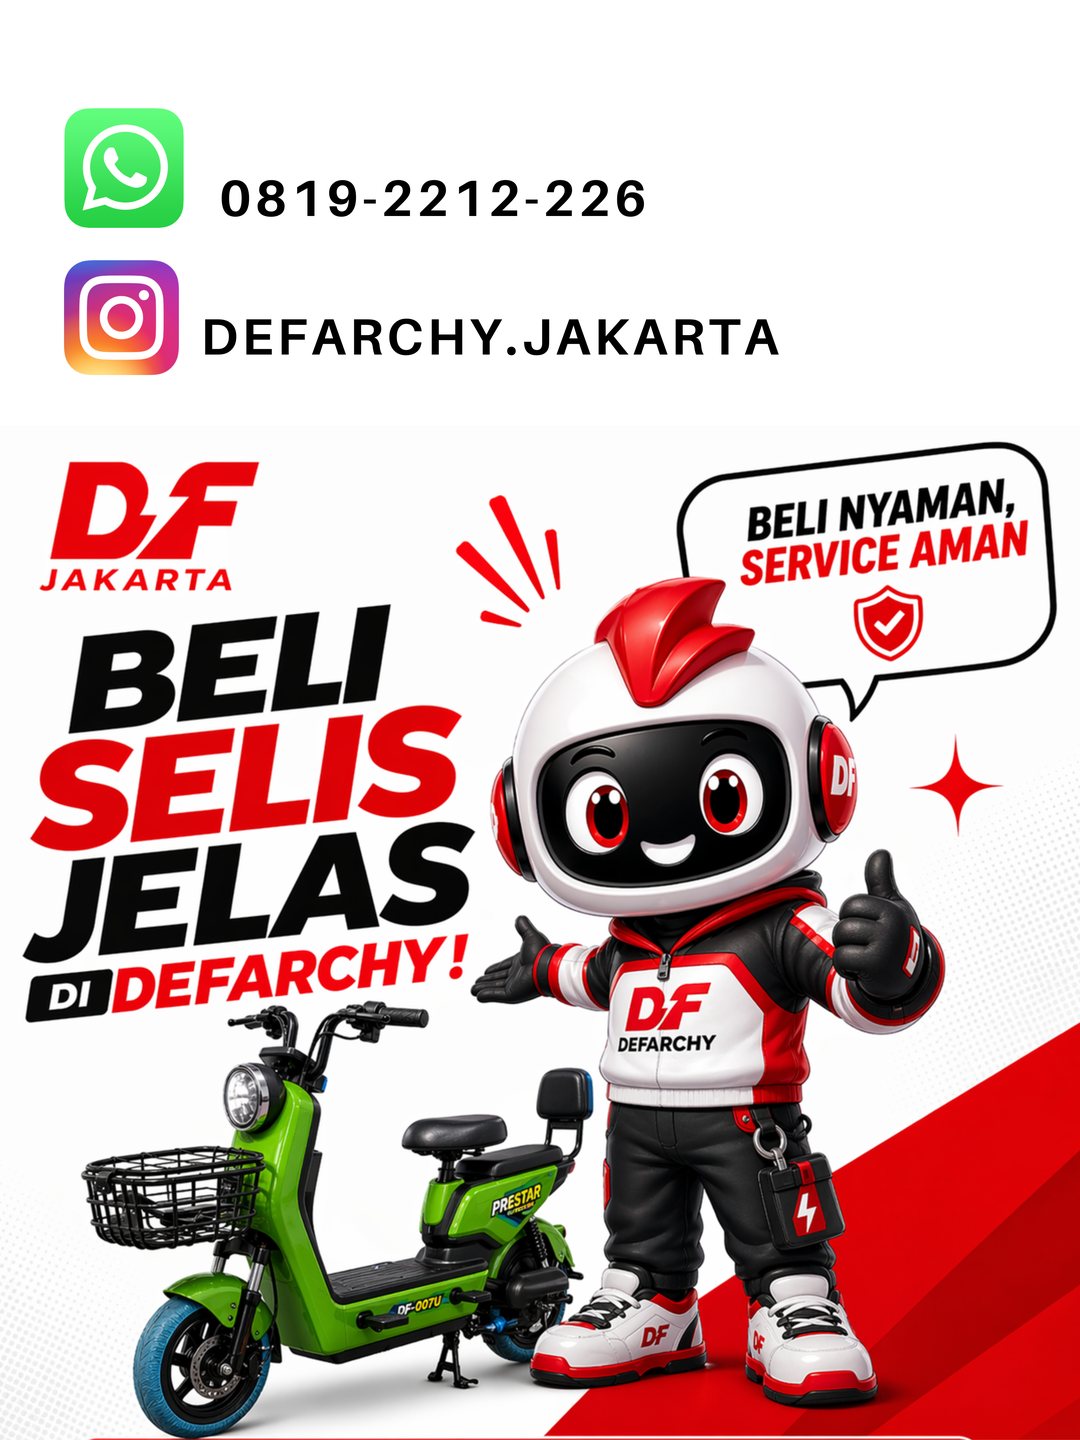 0819-2212-226
DEFARCHY.JAKARTA
DF
JAKARTA
BELI NYAMAN,
SERVICE AMAN
BELI
SELIS
JELAS
DI DEFARCHY!
DF
DF
DEFARCHY
PRESTAR
DF-007U
DF
DF